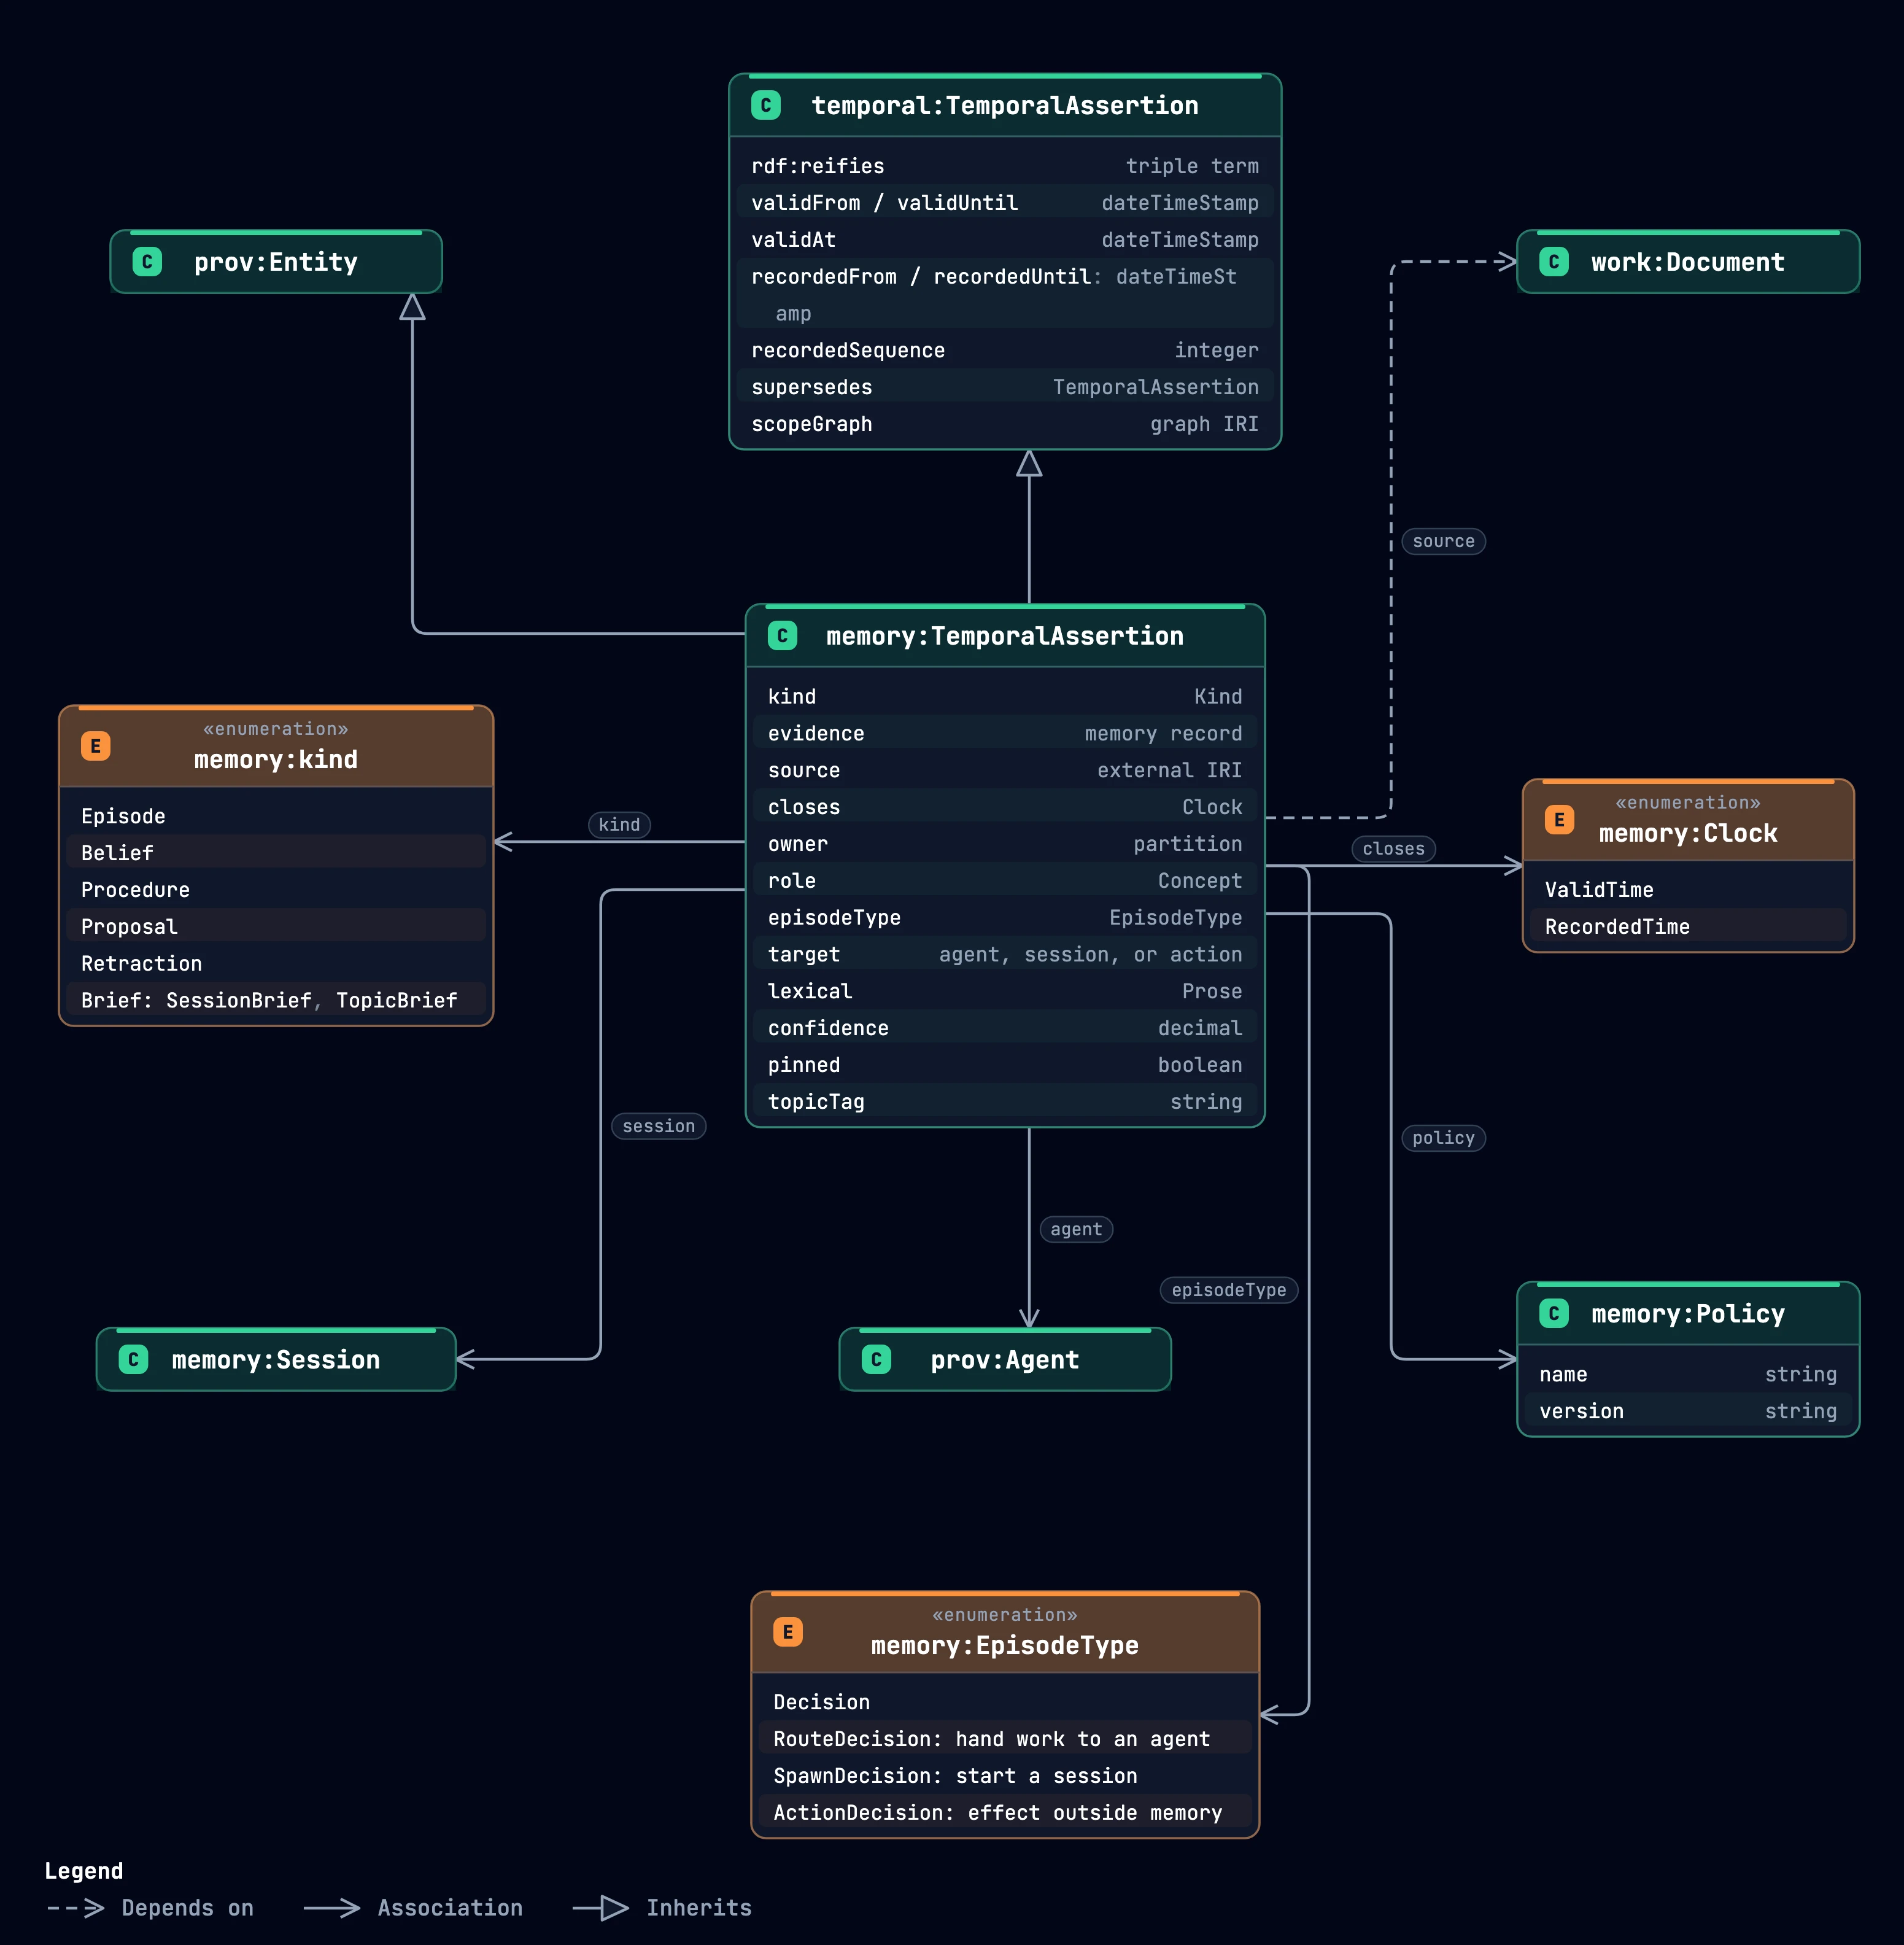 C temporal:TemporalAssertion
rdf:reifies triple term
validFrom / validUntil dateTimeStamp
validAt dateTimeStamp
recordedFrom / recordedUntil: dateTimeSt
amp
recordedSequence integer
supersedes TemporalAssertion
scopeGraph graph IRI
C prov:Entity
C work:Document
source
C memory:TemporalAssertion
kind Kind
evidence memory record
source external IRI
closes Clock
owner partition
role Concept
episodeType EpisodeType
target agent, session, or action
lexical Prose
confidence decimal
pinned boolean
topicTag string
«enumeration»
E memory:kind
Episode
Belief
Procedure
Proposal
Retraction
Brief: SessionBrief, TopicBrief
kind
closes
«enumeration»
E memory:Clock
ValidTime
RecordedTime
session
policy
agent
episodeType
C memory:Session
C prov:Agent
C memory:Policy
name string
version string
«enumeration»
E memory:EpisodeType
Decision
RouteDecision: hand work to an agent
SpawnDecision: start a session
ActionDecision: effect outside memory
Legend
Depends on Association Inherits